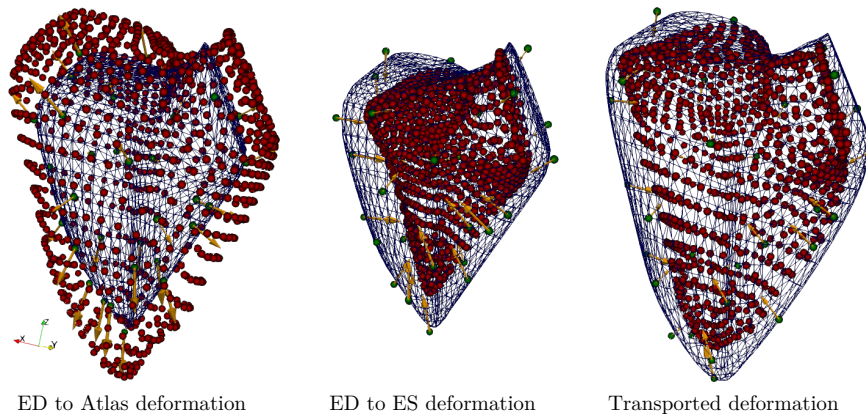 Z
X
Y
ED to Atlas deformation
ED to ES deformation
Transported deformation